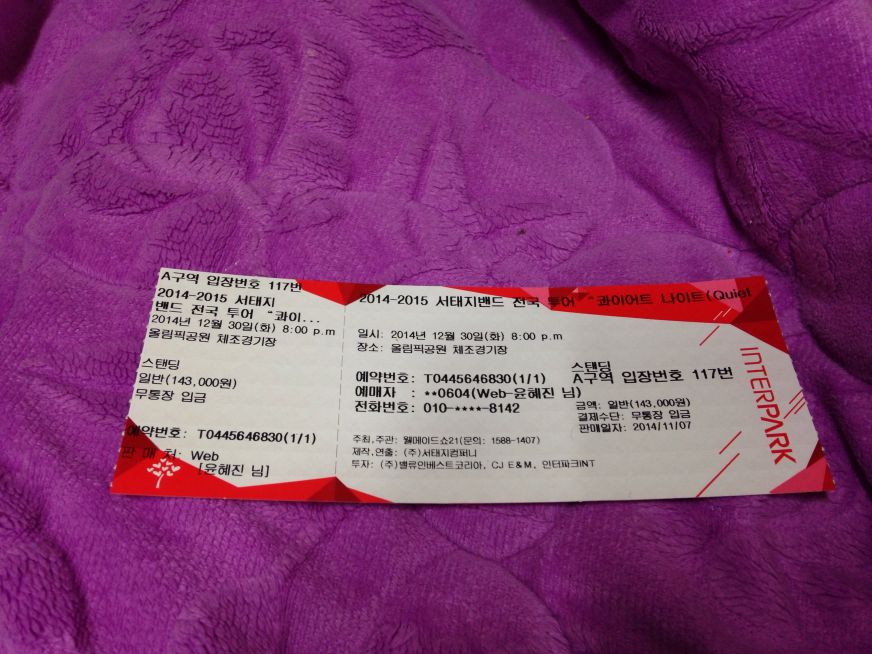 A구역 입장번호 117번
2014-2015 서태지
밴드 전국 투어 “콰이...
2014년 12월 30일(화) 8:00 p.m
올림픽공원 체조경기장
스탠딩
일반(143,000원)
무통장 입금
예약번호: T0445646830(1/1)
판 매 처: Web
[윤혜진 님]
2014-2015 서태지밴드 전국 투어 “콰이어트 나이트(Quiet
일시: 2014년 12월 30일(화) 8:00 p.m
장소: 올림픽공원 체조경기장
스탠딩
예약번호: T0445646830(1/1) A구역 입장번호 117번
예매자 : **0604(Web-윤혜진 님)
전화번호: 010-****-8142
금액: 일반(143,000원)
결제수단: 무통장 입금
판매일자: 2014/11/07
주최,주관: 웰메이드쇼21(문의: 1588-1407)
제작,연출: (주)서태지컴퍼니
투자: (주)밸류인베스트코리아, CJ E&M, 인터파크INT
INTERPARK